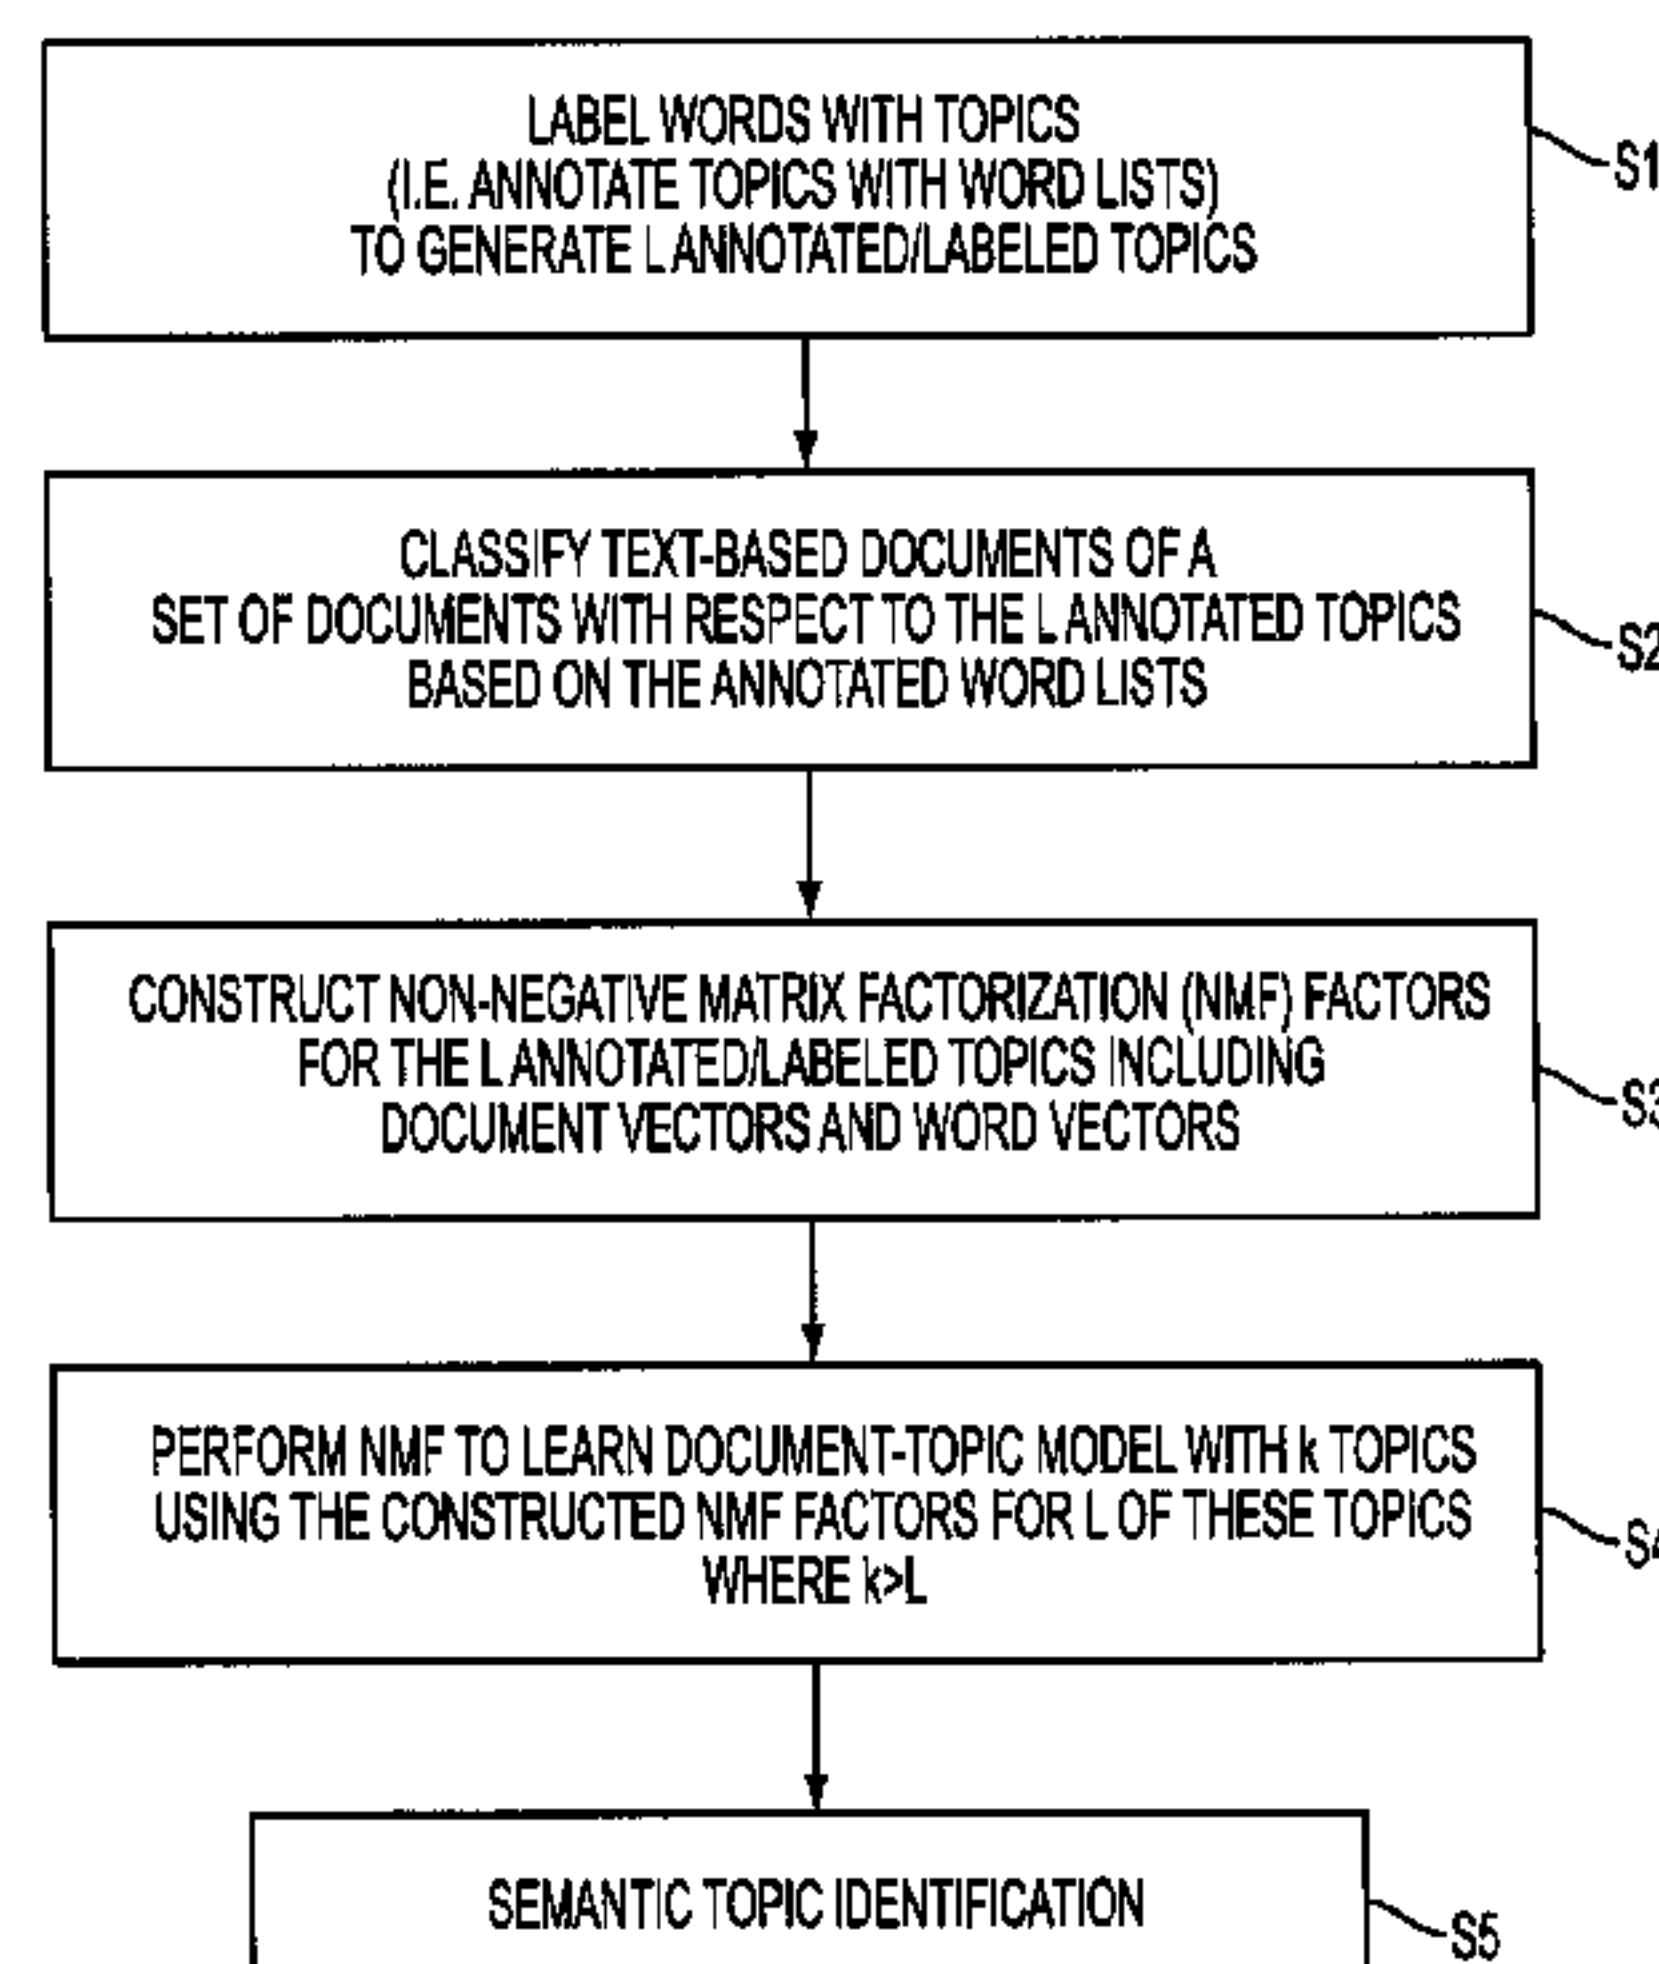 LABEL WORDS WITH TOPICS
(I.E. ANNOTATE TOPICS WITH WORD LISTS)
TO GENERATE L ANNOTATED/LABELED TOPICS
S1
CLASSIFY TEXT-BASED DOCUMENTS OF A
SET OF DOCUMENTS WITH RESPECT TO THE L ANNOTATED TOPICS
BASED ON THE ANNOTATED WORD LISTS
S2
CONSTRUCT NON-NEGATIVE MATRIX FACTORIZATION (NMF) FACTORS
FOR THE L ANNOTATED/LABELED TOPICS INCLUDING
DOCUMENT VECTORS AND WORD VECTORS
S3
PERFORM NMF TO LEARN DOCUMENT-TOPIC MODEL WITH k TOPICS
USING THE CONSTRUCTED NMF FACTORS FOR L OF THESE TOPICS
WHERE k>L
S4
SEMANTIC TOPIC IDENTIFICATION
S5